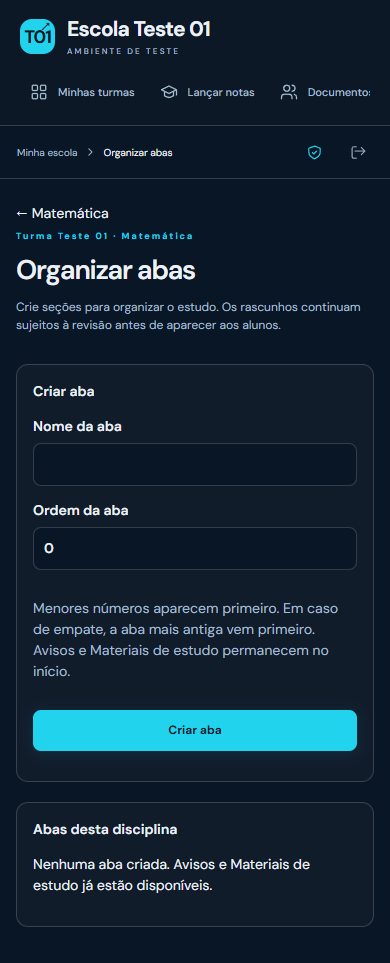 TO1
Escola Teste 01
AMBIENTE DE TESTE
Minhas turmas
Lançar notas
Documentos
Minha escola
Organizar abas
← Matemática
Turma Teste 01 · Matemática
Organizar abas
Crie seções para organizar o estudo. Os rascunhos continuam
sujeitos à revisão antes de aparecer aos alunos.
Criar aba
Nome da aba
Ordem da aba
0
Menores números aparecem primeiro. Em caso
de empate, a aba mais antiga vem primeiro.
Avisos e Materiais de estudo permanecem no
início.
Criar aba
Abas desta disciplina
Nenhuma aba criada. Avisos e Materiais de
estudo já estão disponíveis.